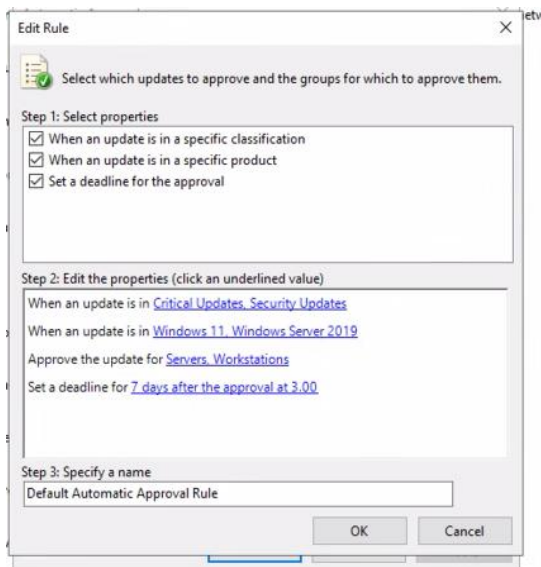 Edit Rule
Select which updates to approve and the groups for which to approve them.
Step 1: Select properties
When an update is in a specific classification
When an update is in a specific product
Set a deadline for the approval
Step 2: Edit the properties (click an underlined value)
When an update is in Critical Updates, Security Updates
When an update is in Windows 11, Windows Server 2019
Approve the update for Servers, Workstations
Set a deadline for 7 days after the approval at 3.00
Step 3: Specify a name
Default Automatic Approval Rule
OK Cancel